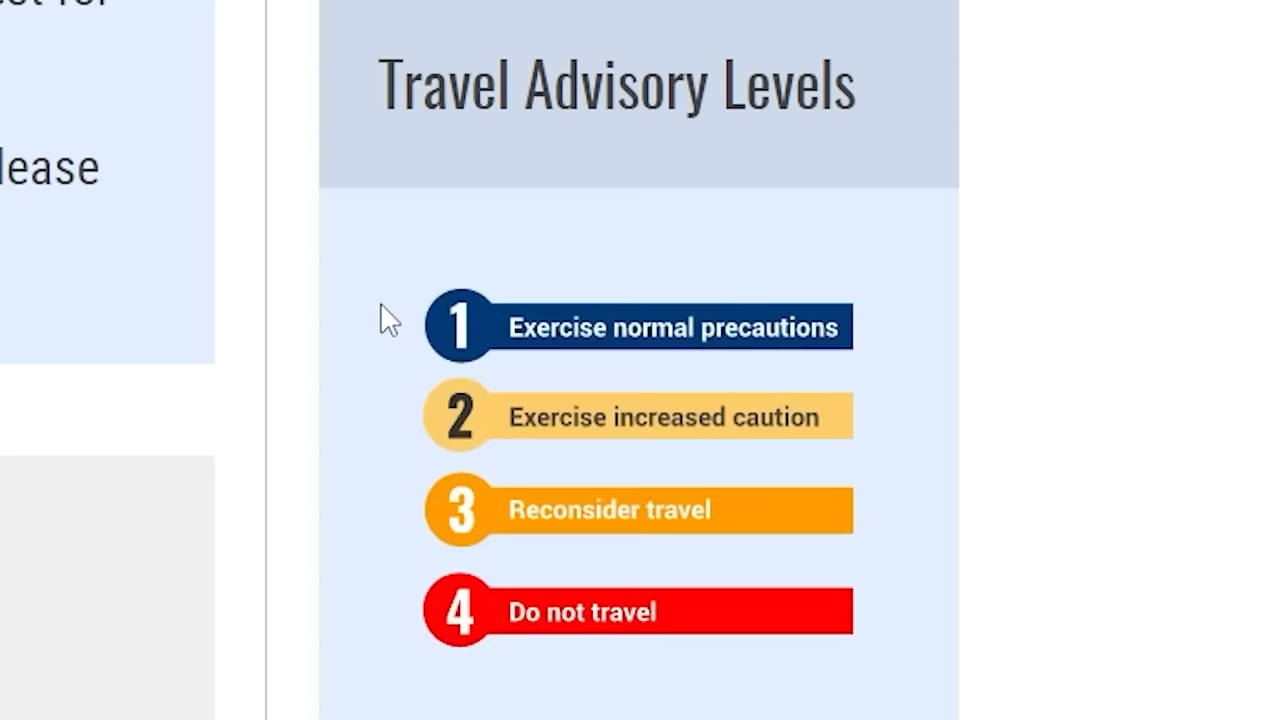 lease
Travel Advisory Levels
1 Exercise normal precautions
2 Exercise increased caution
3 Reconsider travel
4 Do not travel